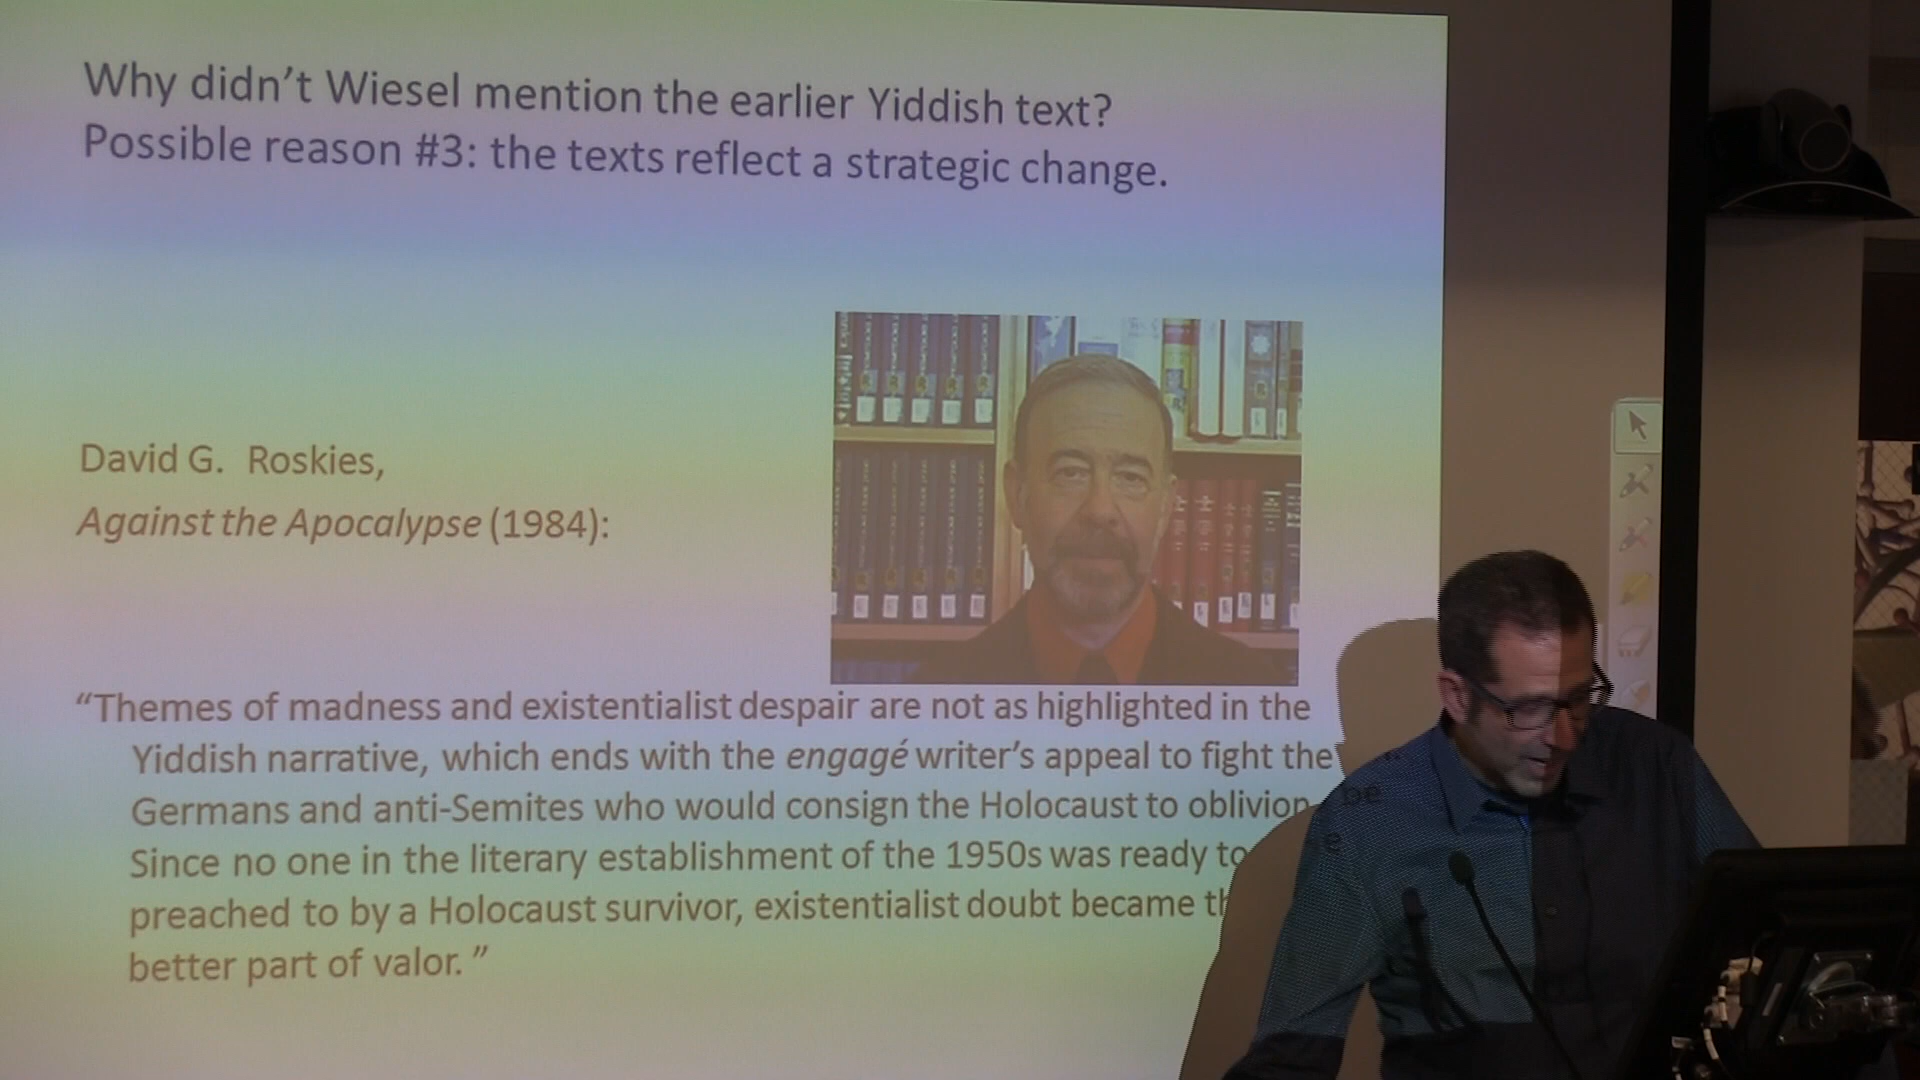 Why didn't Wiesel mention the earlier Yiddish text?
Possible reason #3: the texts reflect a strategic change.
David G. Roskies,
Against the Apocalypse (1984):
“Themes of madness and existentialist despair are not as highlighted in the
Yiddish narrative, which ends with the engagé writer's appeal to fight the
Germans and anti-Semites who would consign the Holocaust to oblivion.
Since no one in the literary establishment of the 1950s was ready to be
preached to by a Holocaust survivor, existentialist doubt became the
better part of valor. ”